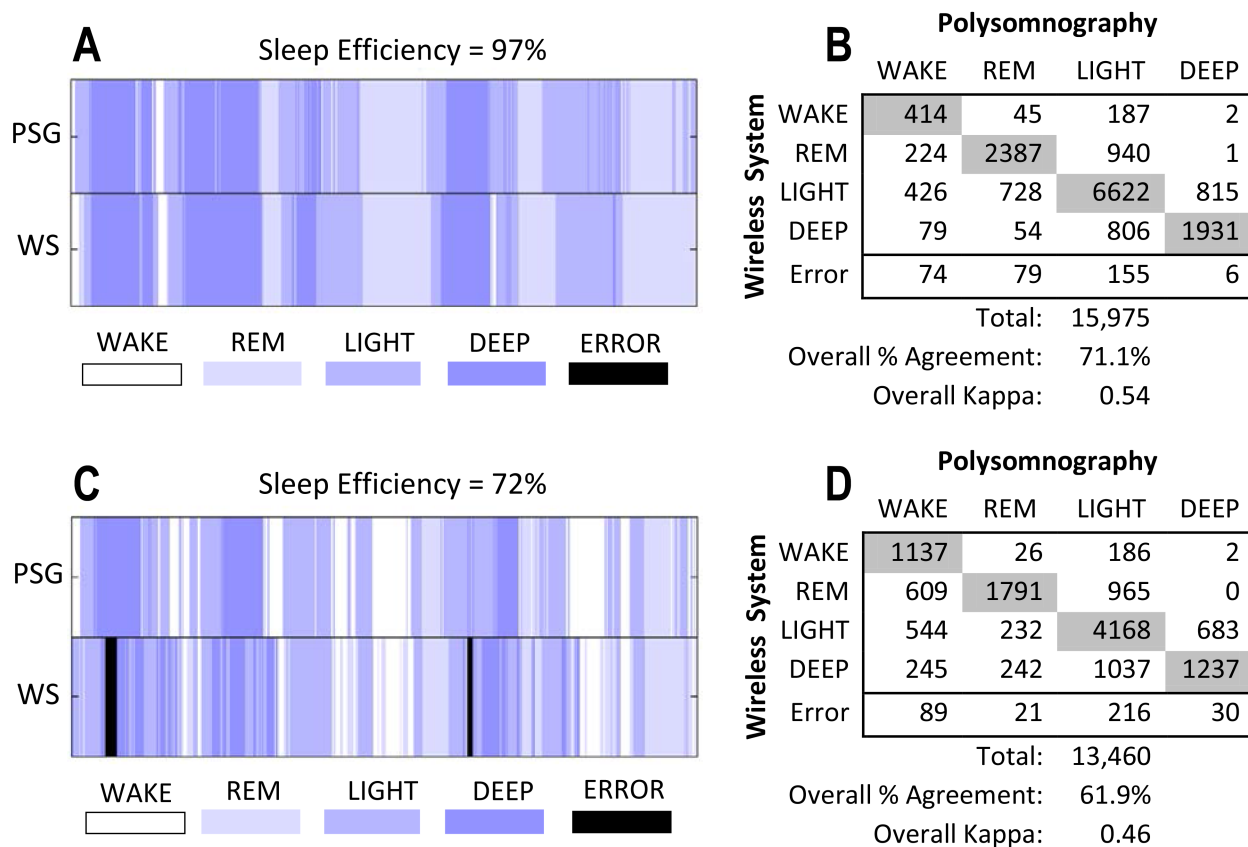 A
Sleep Efficiency = 97%
PSG
WS
WAKE REM LIGHT DEEP ERROR
B
Polysomnography
WAKE REM LIGHT DEEP
Wireless System
WAKE 414 45 187 2
REM 224 2387 940 1
LIGHT 426 728 6622 815
DEEP 79 54 806 1931
Error 74 79 155 6
Total: 15,975
Overall % Agreement: 71.1%
Overall Kappa: 0.54
C
Sleep Efficiency = 72%
PSG
WS
WAKE REM LIGHT DEEP ERROR
D
Polysomnography
WAKE REM LIGHT DEEP
Wireless System
WAKE 1137 26 186 2
REM 609 1791 965 0
LIGHT 544 232 4168 683
DEEP 245 242 1037 1237
Error 89 21 216 30
Total: 13,460
Overall % Agreement: 61.9%
Overall Kappa: 0.46